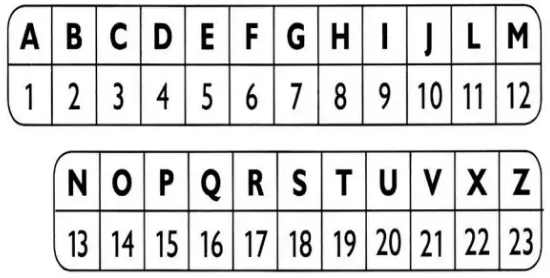 A B C D E F G H I J L M
1 2 3 4 5 6 7 8 9 10 11 12
N O P Q R S T U V X Z
13 14 15 16 17 18 19 20 21 22 23